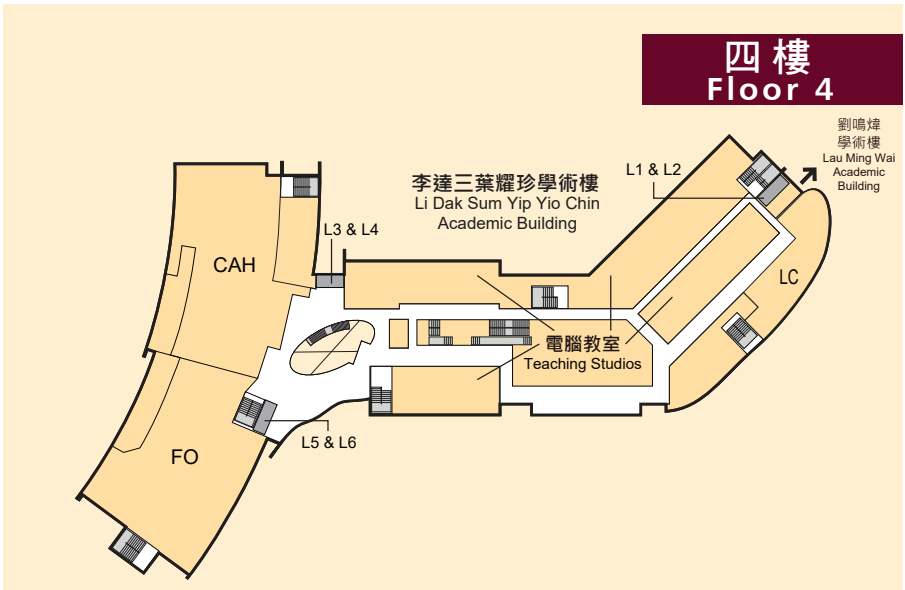 四樓
Floor 4
劉鳴煒
學術樓
Lau Ming Wai
Academic
Building
L1 & L2
李達三葉耀珍學術樓
Li Dak Sum Yip Yio Chin
Academic Building
L3 & L4
CAH
LC
電腦教室
Teaching Studios
L5 & L6
FO